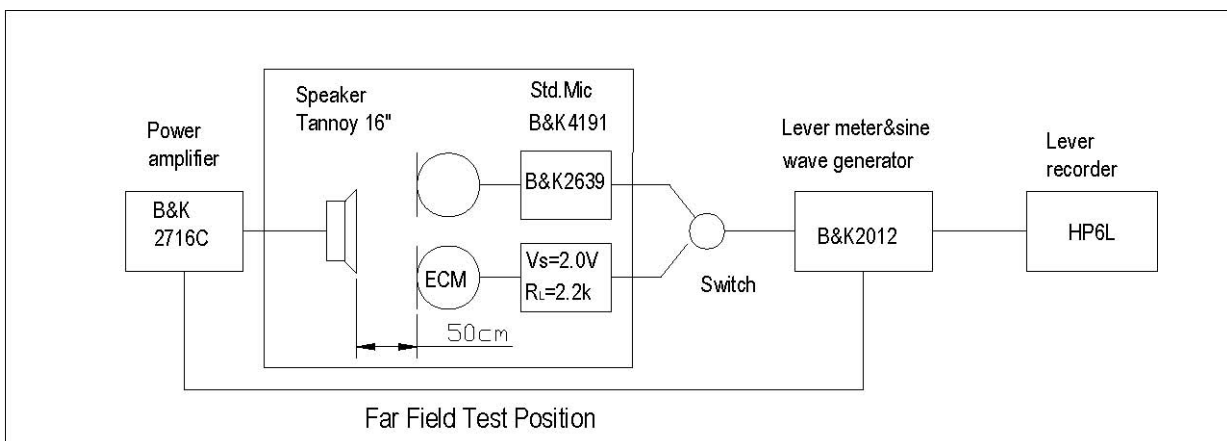 Power
amplifier
B&K
2716C
Speaker
Tannoy 16"
Std.Mic
B&K4191
B&K2639
ECM
Vs=2.0V
RL=2.2k
50cm
Switch
Lever meter&sine
wave generator
B&K2012
Lever
recorder
HP6L
Far Field Test Position